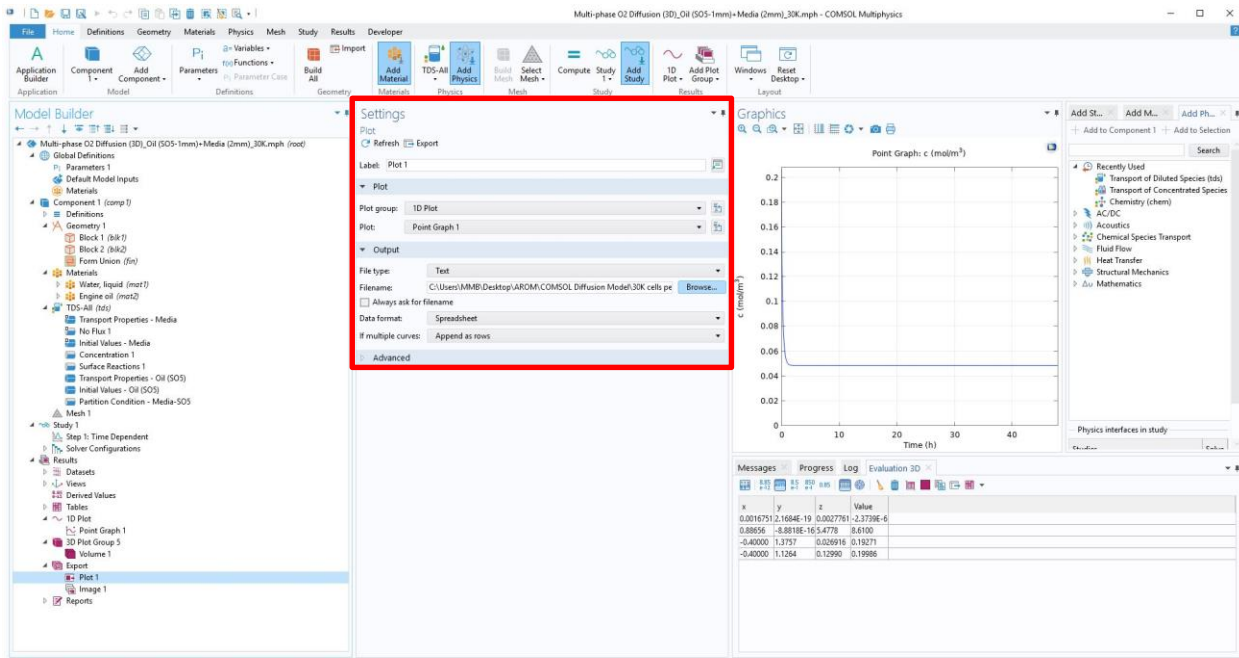 Multi-phase O2 Diffusion (3D)_Oil (SO5-1mm)+Media (2mm)_30K.mph - COMSOL Multiphysics
File Home Definitions Geometry Materials Physics Mesh Study Results Developer
Application Builder
Component 1
Add Component
Pi
Parameters
a= Variables
f(x) Functions
Pi Parameter Case
Build All
Import
Add Material
TDS-All
Add Physics
Build Mesh
Select Mesh
Compute
Study 1
Add Study
1D Plot
Add Plot Group
Windows
Reset Desktop
Application Model Definitions Geometry Materials Physics Mesh Study Results Layout
Model Builder
Multi-phase O2 Diffusion (3D)_Oil (SO5-1mm)+Media (2mm)_30K.mph (root)
Global Definitions
Pi Parameters 1
Default Model Inputs
Materials
Component 1 (comp1)
Definitions
Geometry 1
Block 1 (blk1)
Block 2 (blk2)
Form Union (fin)
Materials
Water, liquid (mat1)
Engine oil (mat2)
TDS-All (tds)
Transport Properties - Media
No Flux 1
Initial Values - Media
Concentration 1
Surface Reactions 1
Transport Properties - Oil (SO5)
Initial Values - Oil (SO5)
Partition Condition - Media-SO5
Mesh 1
Study 1
Step 1: Time Dependent
Solver Configurations
Results
Datasets
Views
Derived Values
Tables
1D Plot
Point Graph 1
3D Plot Group 5
Volume 1
Export
Plot 1
Image 1
Reports
Settings
Plot
Refresh Export
Label: Plot 1
Plot
Plot group: 1D Plot
Plot: Point Graph 1
Output
File type: Text
Filename: C:\Users\MMB\Desktop\AROM\COMSOL Diffusion Model\30K cells pe Browse...
Always ask for filename
Data format: Spreadsheet
If multiple curves: Append as rows
Advanced
Graphics
Point Graph: c (mol/m³)
0.2
0.18
0.16
0.14
0.12
0.1
0.08
0.06
0.04
0.02
0
c (mol/m³)
0 10 20 30 40
Time (h)
Messages Progress Log Evaluation 3D
x y z Value
0.0016751 2.1684E-19 0.0027761 -2.3739E-6
0.88656 -8.8818E-16 5.4778 8.6100
-0.40000 1.3757 0.026916 0.19271
-0.40000 1.1264 0.12990 0.19986
Add St... Add M... Add Ph...
Add to Component 1 Add to Selection
Search
Recently Used
Transport of Diluted Species (tds)
Transport of Concentrated Species
Chemistry (chem)
AC/DC
Acoustics
Chemical Species Transport
Fluid Flow
Heat Transfer
Structural Mechanics
Mathematics
Physics interfaces in study